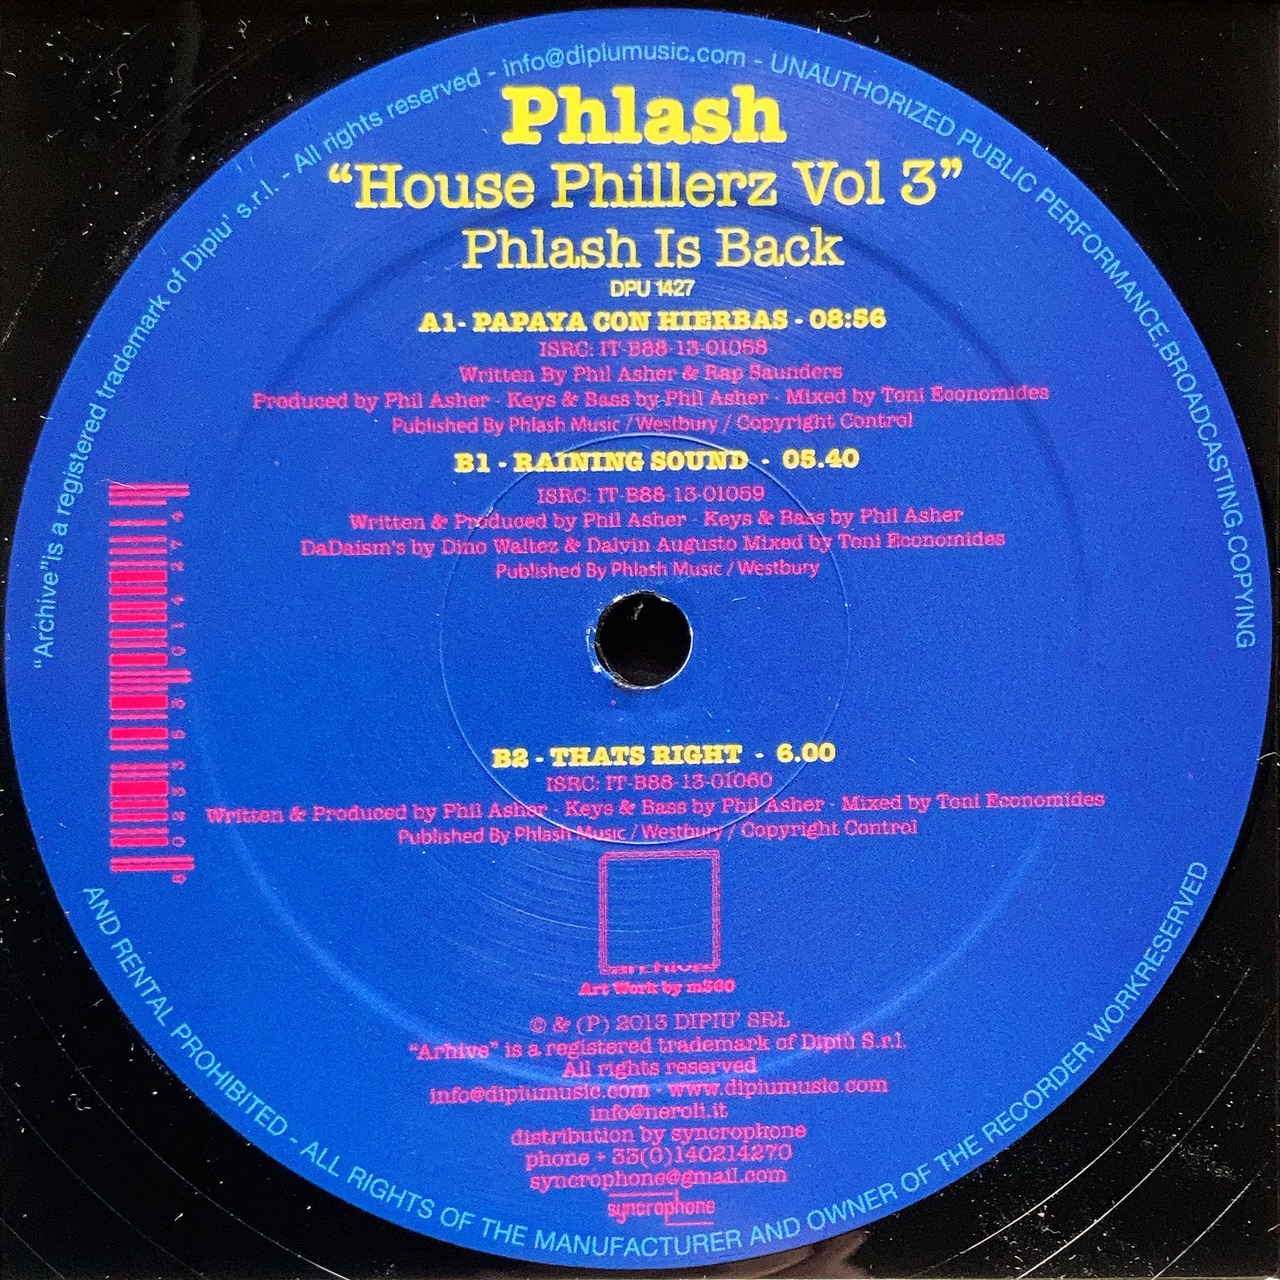 "Archive"is a registered trademark of Dipiu' s.r.l. - All rights reserved - info@dipiumusic.com - UNAUTHORIZED PUBLIC PERFORMANCE,BROADCASTING,COPYING
Phlash
“House Phillerz Vol 3”
Phlash Is Back
DPU 1427
A1- PAPAYA CON HIERBAS - 08:56
ISRC: IT-B88-13-01058
Written By Phil Asher & Rap Saunders
Produced by Phil Asher - Keys & Bass by Phil Asher - Mixed by Toni Economides
Published By Phlash Music / Westbury / Copyright Control
B1 - RAINING SOUND - 05.40
ISRC: IT-B88-13-01059
Written & Produced by Phil Asher - Keys & Bass by Phil Asher
DaDaism's by Dino Waltez & Dalvin Augusto Mixed by Toni Economides
Published By Phlash Music / Westbury
B2 - THATS RIGHT - 6.00
ISRC: IT-B88-13-01060
Written & Produced by Phil Asher - Keys & Bass by Phil Asher - Mixed by Toni Economides
Published By Phlash Music / Westbury / Copyright Control
archive
Art Work by m360
© & (P) 2013 DIPIU' SRL
“Arhive” is a registered trademark of Dipiù S.r.l.
All rights reserved
info@dipiumusic.com - www.dipiumusic.com
info@neroli.it
distribution by syncrophone
phone + 33(0)140214270
syncrophone@gmail.com
syncrophone
AND RENTAL PROHIBITED - ALL RIGHTS OF THE MANUFACTURER AND OWNER OF THE RECORDER WORKRESERVED